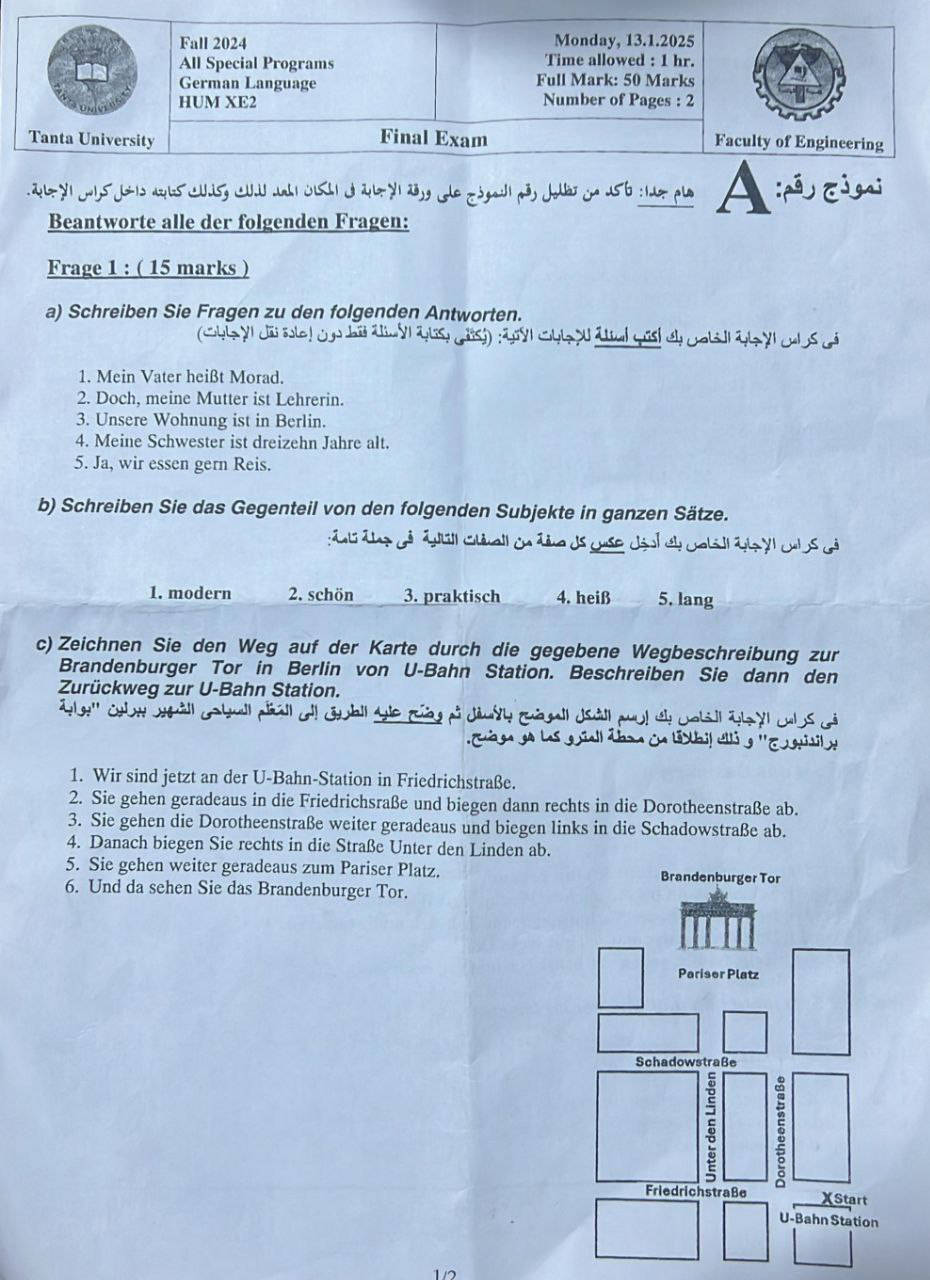 TANTA UNIVERSITY
Tanta University
Fall 2024
All Special Programs
German Language
HUM XE2
Monday, 13.1.2025
Time allowed : 1 hr.
Full Mark: 50 Marks
Number of Pages : 2
Final Exam
Faculty of Engineering
نموذج رقم: A
هام جدا: تأكد من تظليل رقم النموذج على ورقة الإجابة في المكان المعد لذلك وكذلك كتابته داخل كراس الإجابة.
Beantworte alle der folgenden Fragen:
Frage 1 : ( 15 marks )
a) Schreiben Sie Fragen zu den folgenden Antworten.
فى كراس الإجابة الخاص بك أكتب أسئلة للإجابات الآتية: (يُكتَفى بكتابة الأسئلة فقط دون إعادة نقل الإجابات)
1. Mein Vater heißt Morad.
2. Doch, meine Mutter ist Lehrerin.
3. Unsere Wohnung ist in Berlin.
4. Meine Schwester ist dreizehn Jahre alt.
5. Ja, wir essen gern Reis.
b) Schreiben Sie das Gegenteil von den folgenden Subjekte in ganzen Sätze.
فى كراس الإجابة الخاص بك أدخِل عكس كل صفة من الصفات التالية فى جملة تامة:
1. modern 2. schön 3. praktisch 4. heiß 5. lang
c) Zeichnen Sie den Weg auf der Karte durch die gegebene Wegbeschreibung zur
Brandenburger Tor in Berlin von U-Bahn Station. Beschreiben Sie dann den
Zurückweg zur U-Bahn Station.
فى كراس الإجابة الخاص بك إرسم الشكل الموضح بالأسفل ثم وضّح عليه الطريق إلى المَعْلَم السياحى الشهير ببرلين "بوابة
براندنبورج" و ذلك إنطلاقا من محطة المترو كما هو موضح.
1. Wir sind jetzt an der U-Bahn-Station in Friedrichstraße.
2. Sie gehen geradeaus in die Friedrichsraße und biegen dann rechts in die Dorotheenstraße ab.
3. Sie gehen die Dorotheenstraße weiter geradeaus und biegen links in die Schadowstraße ab.
4. Danach biegen Sie rechts in die Straße Unter den Linden ab.
5. Sie gehen weiter geradeaus zum Pariser Platz.
6. Und da sehen Sie das Brandenburger Tor.
Brandenburger Tor
Pariser Platz
Schadowstraße
Unter den Linden
Dorotheenstraße
Friedrichstraße
X Start
U-Bahn Station
1/2